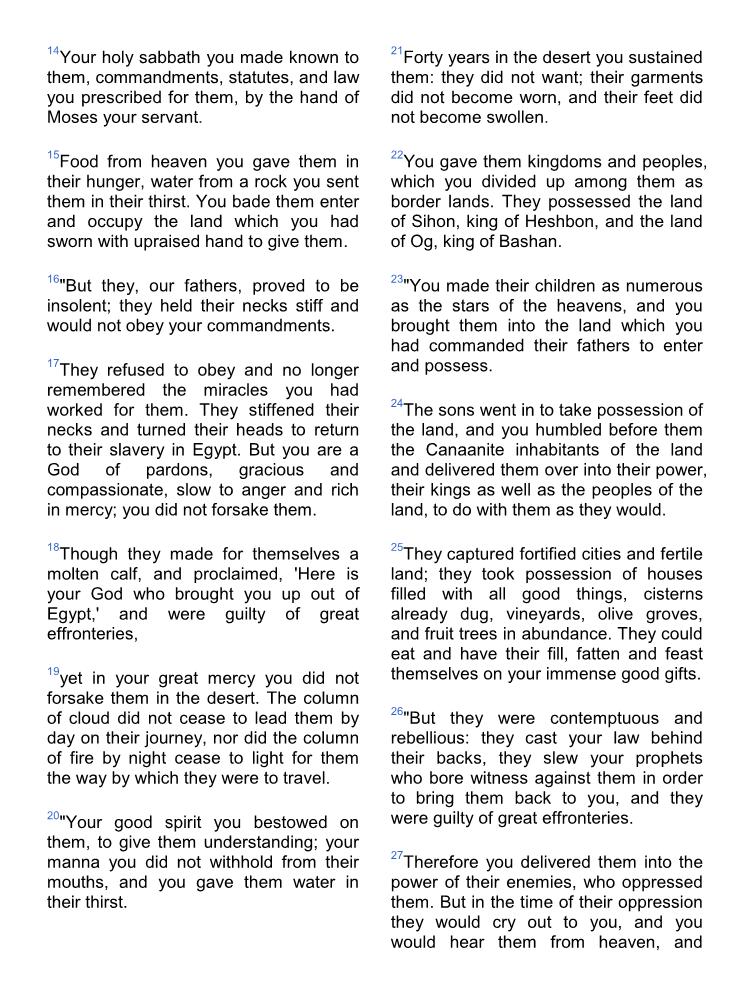 14Your holy sabbath you made known to
them, commandments, statutes, and law
you prescribed for them, by the hand of
Moses your servant.
15Food from heaven you gave them in
their hunger, water from a rock you sent
them in their thirst. You bade them enter
and occupy the land which you had
sworn with upraised hand to give them.
16"But they, our fathers, proved to be
insolent; they held their necks stiff and
would not obey your commandments.
17They refused to obey and no longer
remembered the miracles you had
worked for them. They stiffened their
necks and turned their heads to return
to their slavery in Egypt. But you are a
God of pardons, gracious and
compassionate, slow to anger and rich
in mercy; you did not forsake them.
18Though they made for themselves a
molten calf, and proclaimed, 'Here is
your God who brought you up out of
Egypt,' and were guilty of great
effronteries,
19yet in your great mercy you did not
forsake them in the desert. The column
of cloud did not cease to lead them by
day on their journey, nor did the column
of fire by night cease to light for them
the way by which they were to travel.
20"Your good spirit you bestowed on
them, to give them understanding; your
manna you did not withhold from their
mouths, and you gave them water in
their thirst.
21Forty years in the desert you sustained
them: they did not want; their garments
did not become worn, and their feet did
not become swollen.
22You gave them kingdoms and peoples,
which you divided up among them as
border lands. They possessed the land
of Sihon, king of Heshbon, and the land
of Og, king of Bashan.
23"You made their children as numerous
as the stars of the heavens, and you
brought them into the land which you
had commanded their fathers to enter
and possess.
24The sons went in to take possession of
the land, and you humbled before them
the Canaanite inhabitants of the land
and delivered them over into their power,
their kings as well as the peoples of the
land, to do with them as they would.
25They captured fortified cities and fertile
land; they took possession of houses
filled with all good things, cisterns
already dug, vineyards, olive groves,
and fruit trees in abundance. They could
eat and have their fill, fatten and feast
themselves on your immense good gifts.
26"But they were contemptuous and
rebellious: they cast your law behind
their backs, they slew your prophets
who bore witness against them in order
to bring them back to you, and they
were guilty of great effronteries.
27Therefore you delivered them into the
power of their enemies, who oppressed
them. But in the time of their oppression
they would cry out to you, and you
would hear them from heaven, and